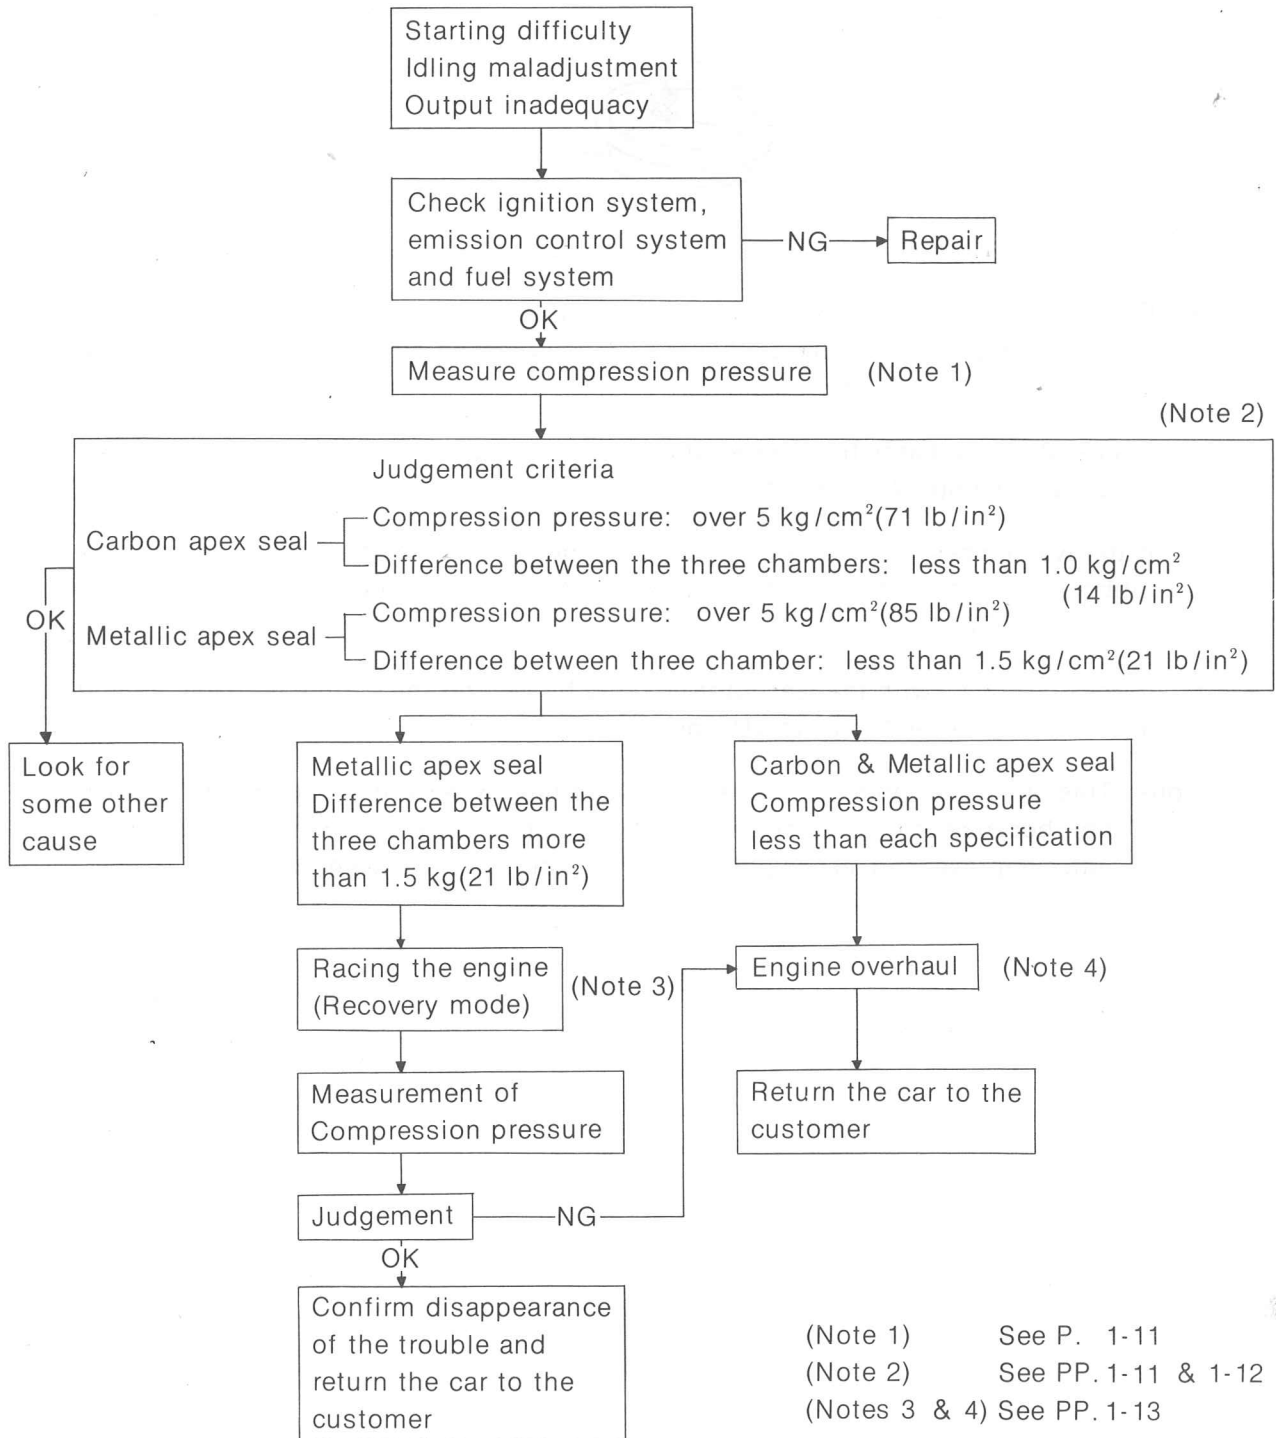 Starting difficulty
Idling maladjustment
Output inadequacy
Check ignition system,
emission control system
and fuel system
NG
Repair
OK
Measure compression pressure
(Note 1)
(Note 2)
Judgement criteria
Carbon apex seal
Compression pressure: over 5 kg/cm²(71 lb/in²)
Difference between the three chambers: less than 1.0 kg/cm²
(14 lb/in²)
Metallic apex seal
Compression pressure: over 5 kg/cm²(85 lb/in²)
Difference between three chamber: less than 1.5 kg/cm²(21 lb/in²)
OK
Look for
some other
cause
Metallic apex seal
Difference between the
three chambers more
than 1.5 kg(21 lb/in²)
Carbon & Metallic apex seal
Compression pressure
less than each specification
Racing the engine
(Recovery mode)
(Note 3)
Engine overhaul
(Note 4)
Measurement of
Compression pressure
Return the car to the
customer
Judgement
NG
OK
Confirm disappearance
of the trouble and
return the car to the
customer
(Note 1) See P. 1-11
(Note 2) See PP. 1-11 & 1-12
(Notes 3 & 4) See PP. 1-13